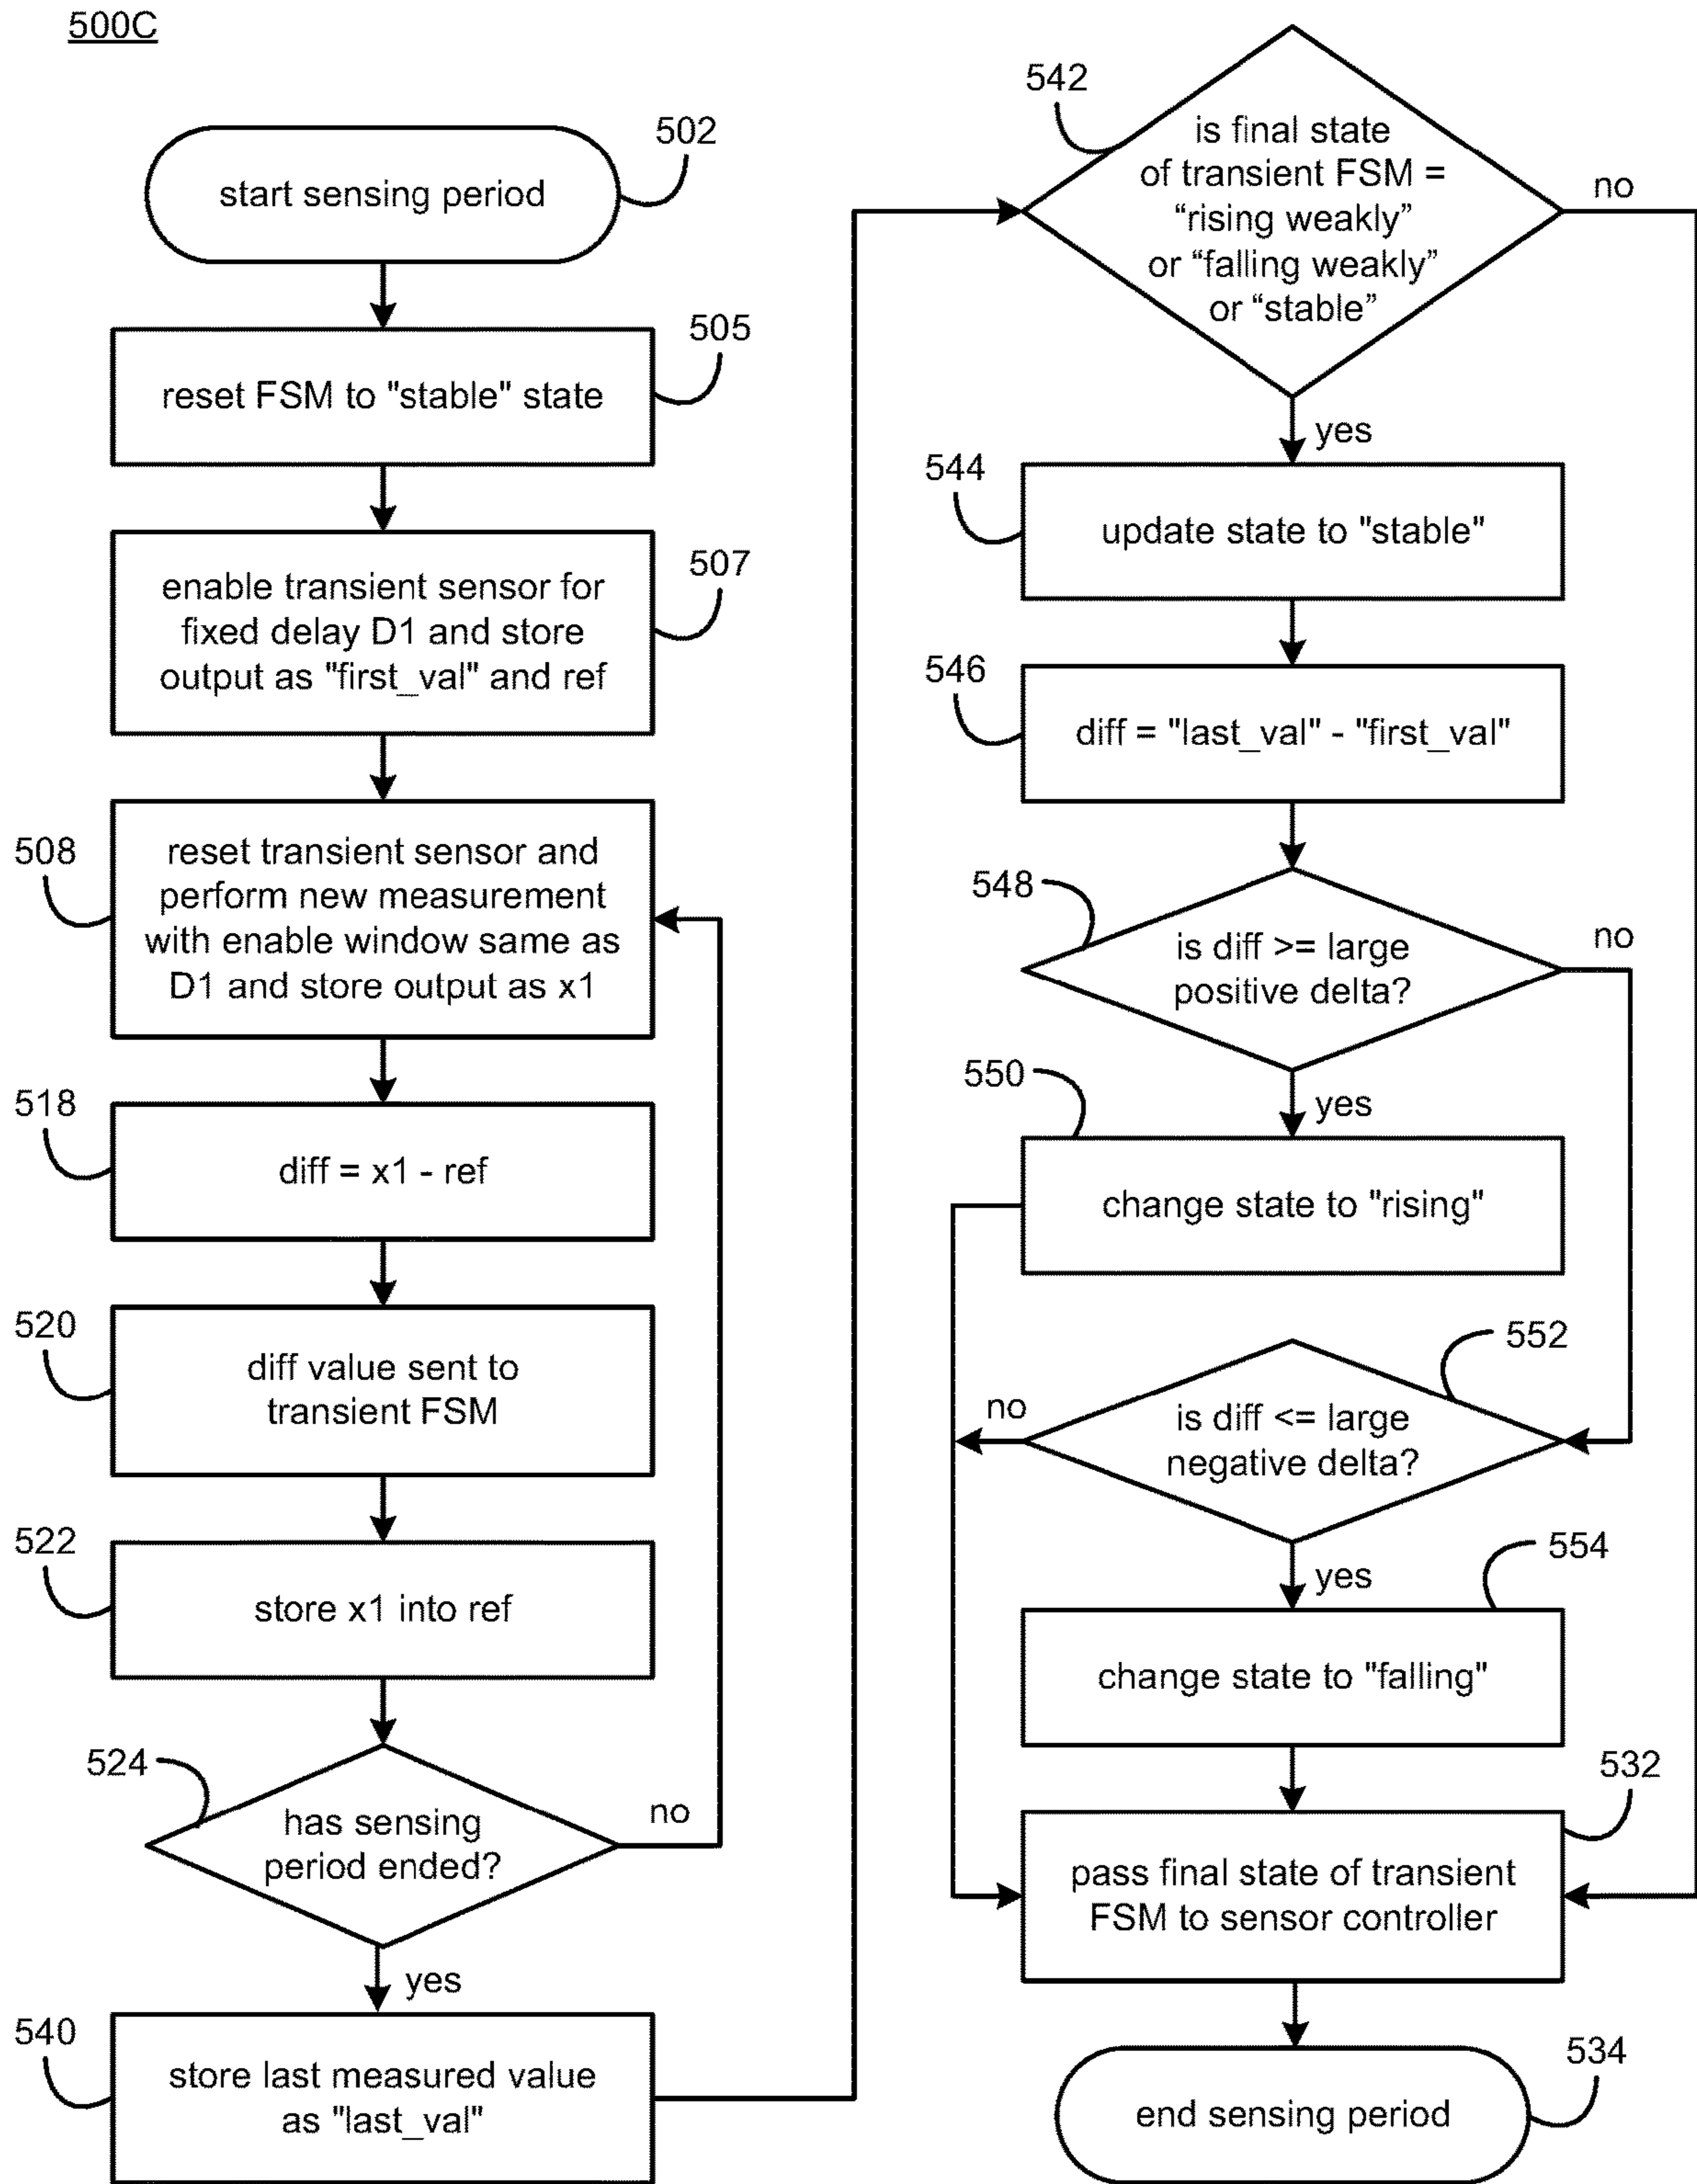 500C
502
start sensing period
505
reset FSM to "stable" state
507
enable transient sensor for
fixed delay D1 and store
output as "first_val" and ref
508
reset transient sensor and
perform new measurement
with enable window same as
D1 and store output as x1
518
diff = x1 - ref
520
diff value sent to
transient FSM
522
store x1 into ref
524
has sensing
period ended?
no
yes
540
store last measured value
as "last_val"
542
is final state
of transient FSM =
“rising weakly”
or “falling weakly”
or “stable”
no
yes
544
update state to "stable"
546
diff = "last_val" - "first_val"
548
is diff >= large
positive delta?
no
yes
550
change state to "rising"
552
is diff <= large
negative delta?
no
yes
554
change state to "falling"
532
pass final state of transient
FSM to sensor controller
534
end sensing period